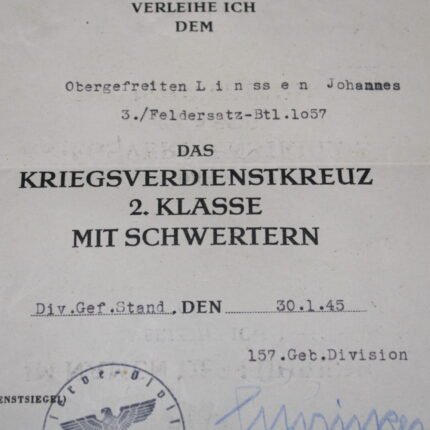 VERLEIHE ICH
DEM
Obergefreiten L i n s s e n Johannes
3./Feldersatz-Btl.1o57
DAS
KRIEGSVERDIENSTKREUZ
2. KLASSE
MIT SCHWERTERN
Div.Gef.Stand, DEN 30.1.45
157.Geb.Division
ENSTSIEGEL)